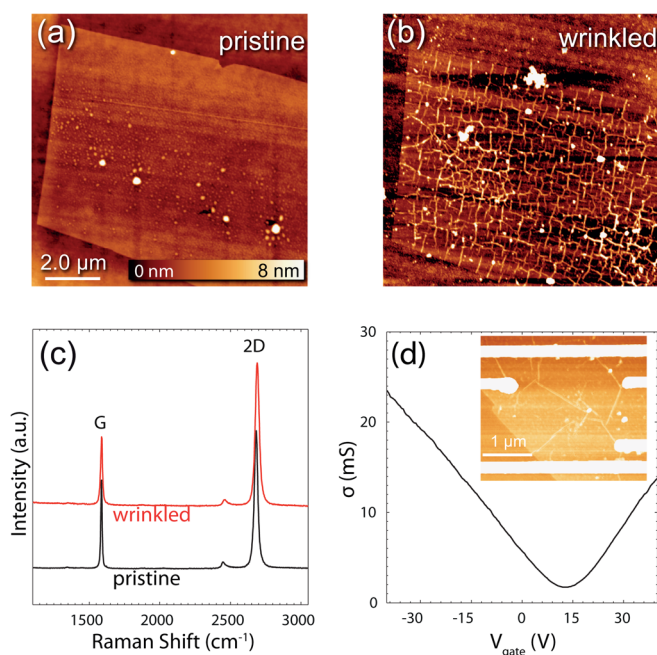 (a) pristine
2.0 μm
0 nm 8 nm
(b) wrinkled
(c)
2D
G
wrinkled
pristine
Intensity (a.u.)
1500 2000 2500 3000
Raman Shift (cm⁻¹)
(d)
1 μm
30
20
10
0
σ (mS)
-30 -15 0 15 30
Vgate (V)